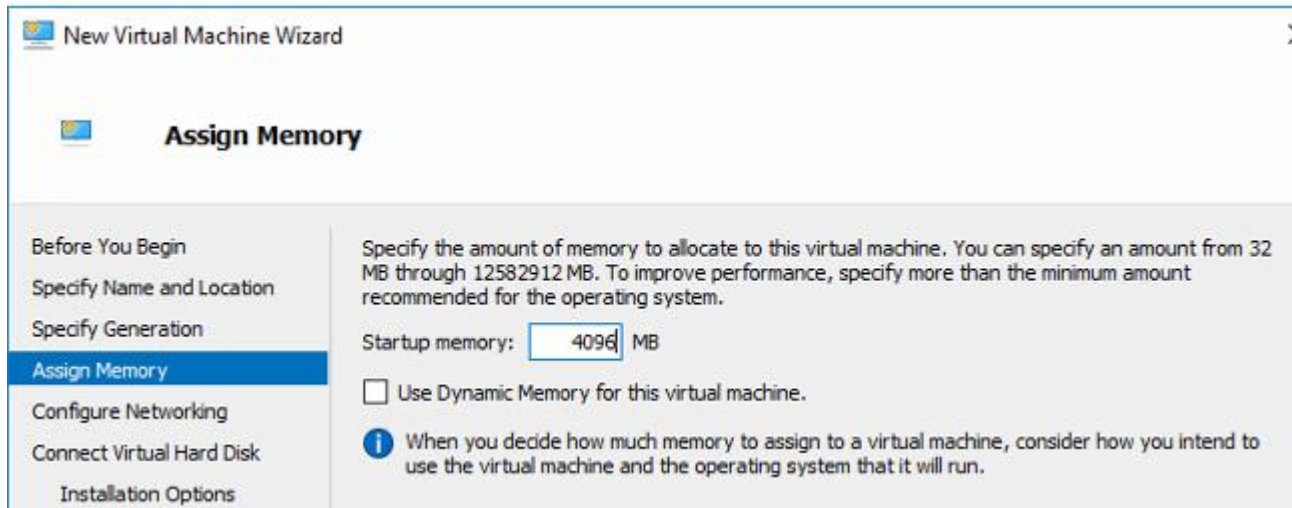 New Virtual Machine Wizard
Assign Memory
Before You Begin
Specify Name and Location
Specify Generation
Assign Memory
Configure Networking
Connect Virtual Hard Disk
Installation Options
Specify the amount of memory to allocate to this virtual machine. You can specify an amount from 32
MB through 12582912 MB. To improve performance, specify more than the minimum amount
recommended for the operating system.
Startup memory: 4096 MB
Use Dynamic Memory for this virtual machine.
When you decide how much memory to assign to a virtual machine, consider how you intend to
use the virtual machine and the operating system that it will run.